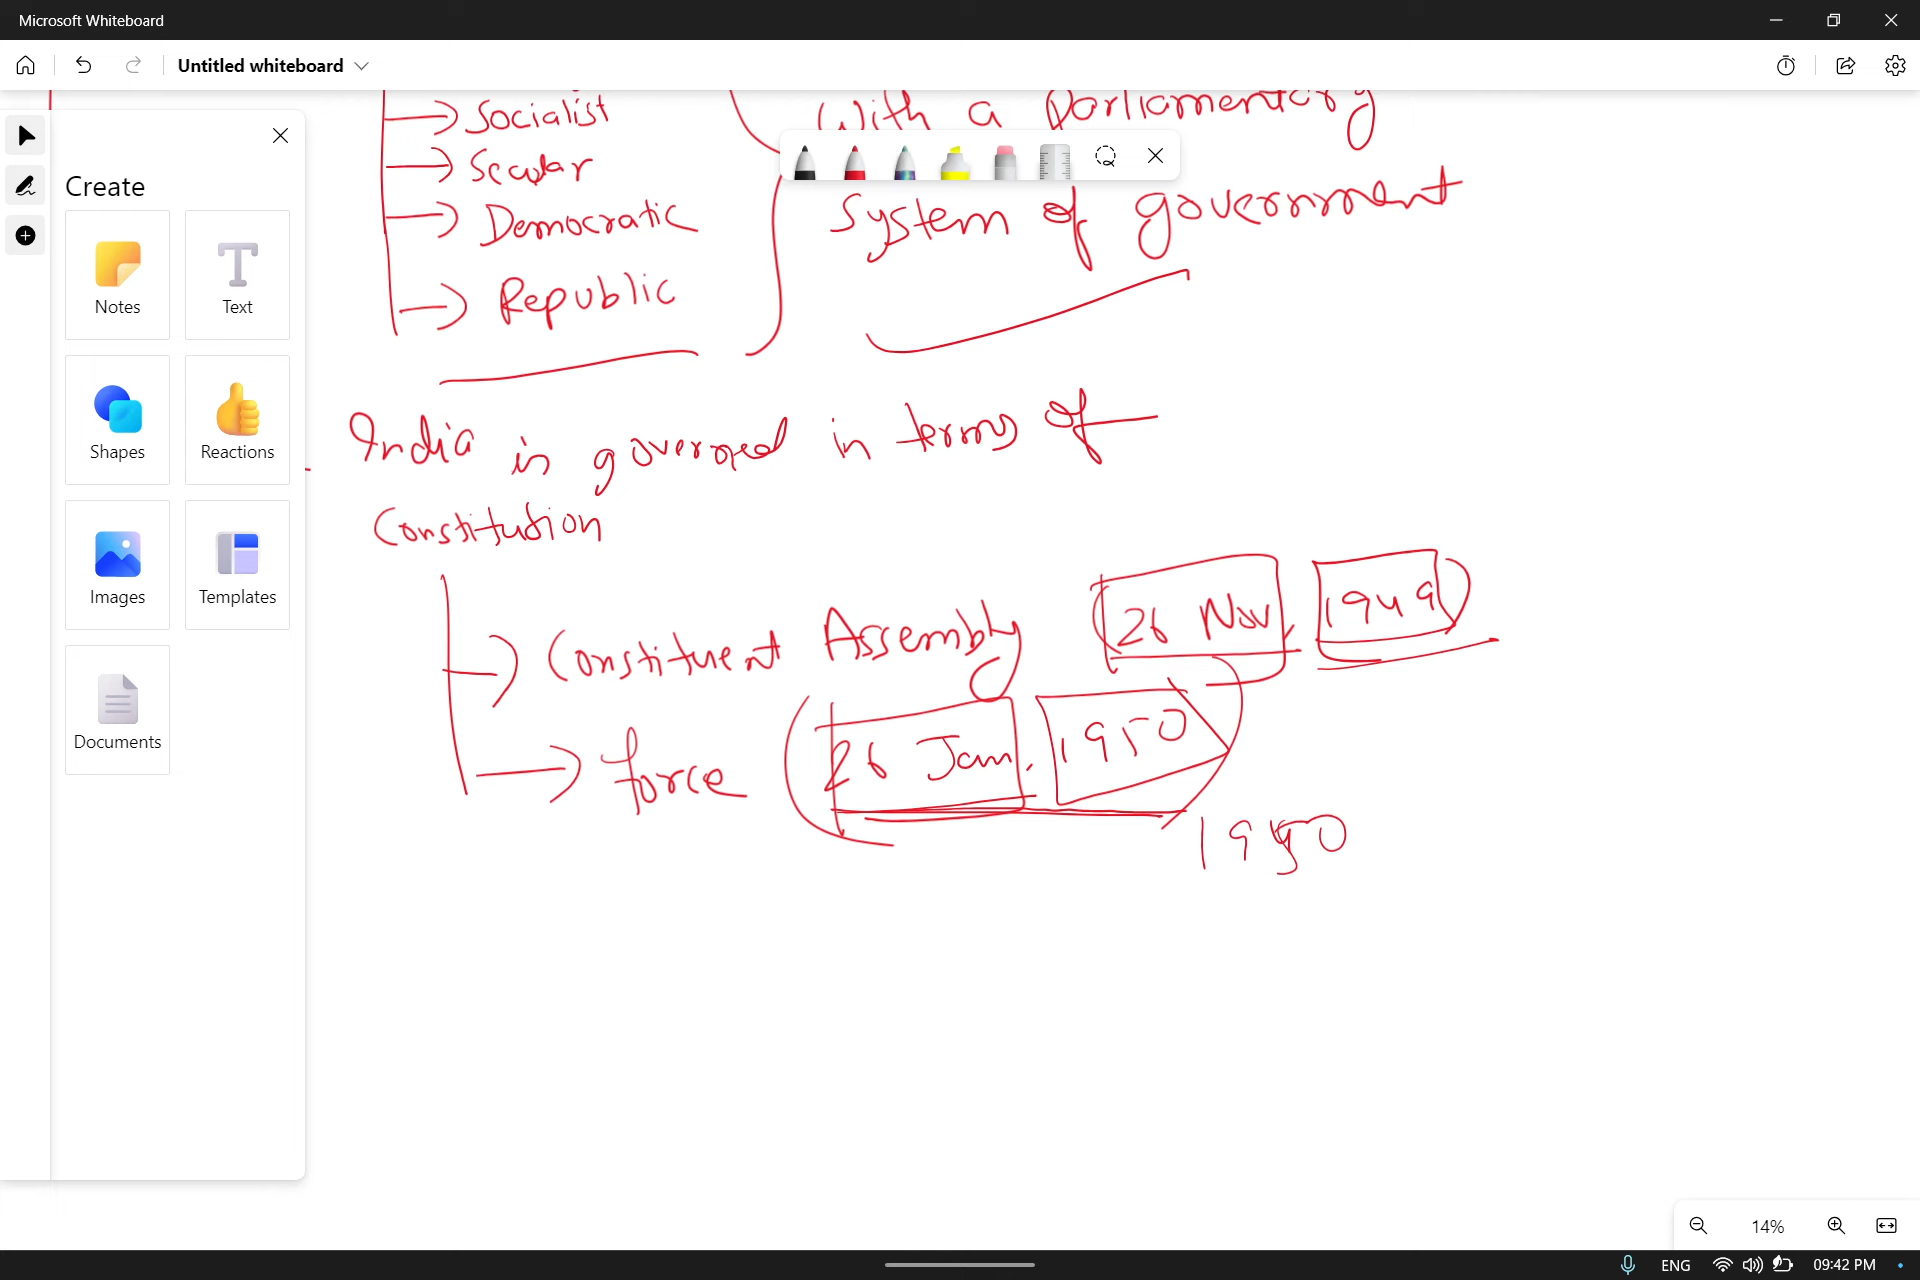 Microsoft Whiteboard
Untitled whiteboard
Create
Notes
Text
Shapes
Reactions
Images
Templates
Documents
Socialist
Secular
Democratic
Republic
With a Parliamentary
System of government
India is governed in terms of
Constitution
Constituent Assembly 26 Nov, 1949
force 26 Jan, 1950
1950
14%
ENG
09:42 PM